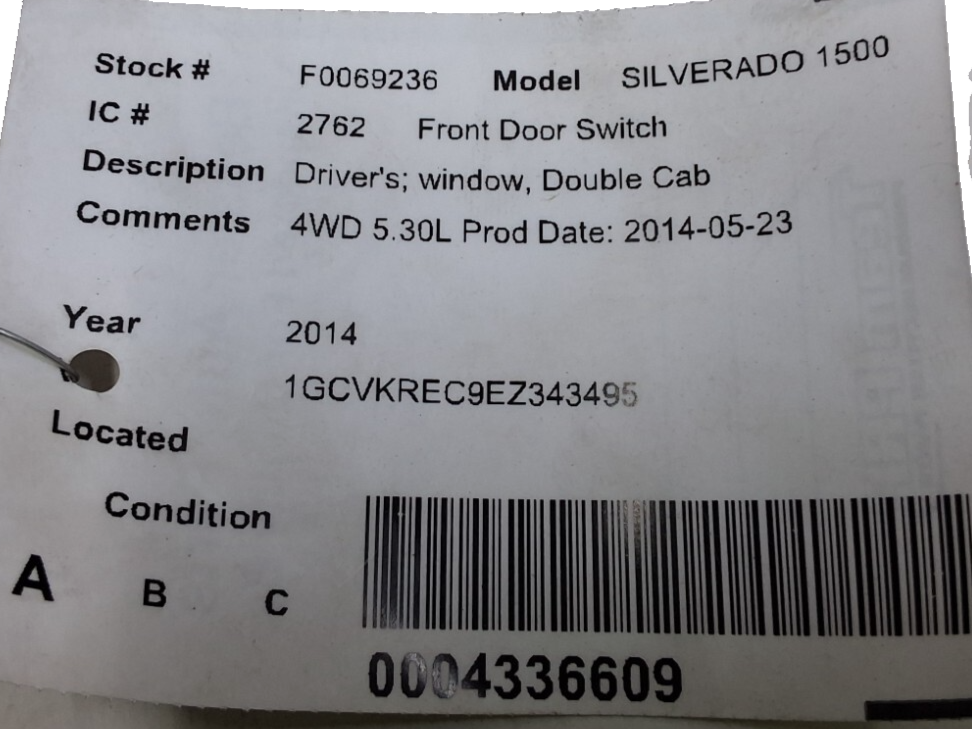 Stock # F0069236 Model SILVERADO 1500
IC # 2762 Front Door Switch
Description Driver's; window, Double Cab
Comments 4WD 5.30L Prod Date: 2014-05-23
Year 2014
1GCVKREC9EZ343495
Located
Condition
A B C
0004336609